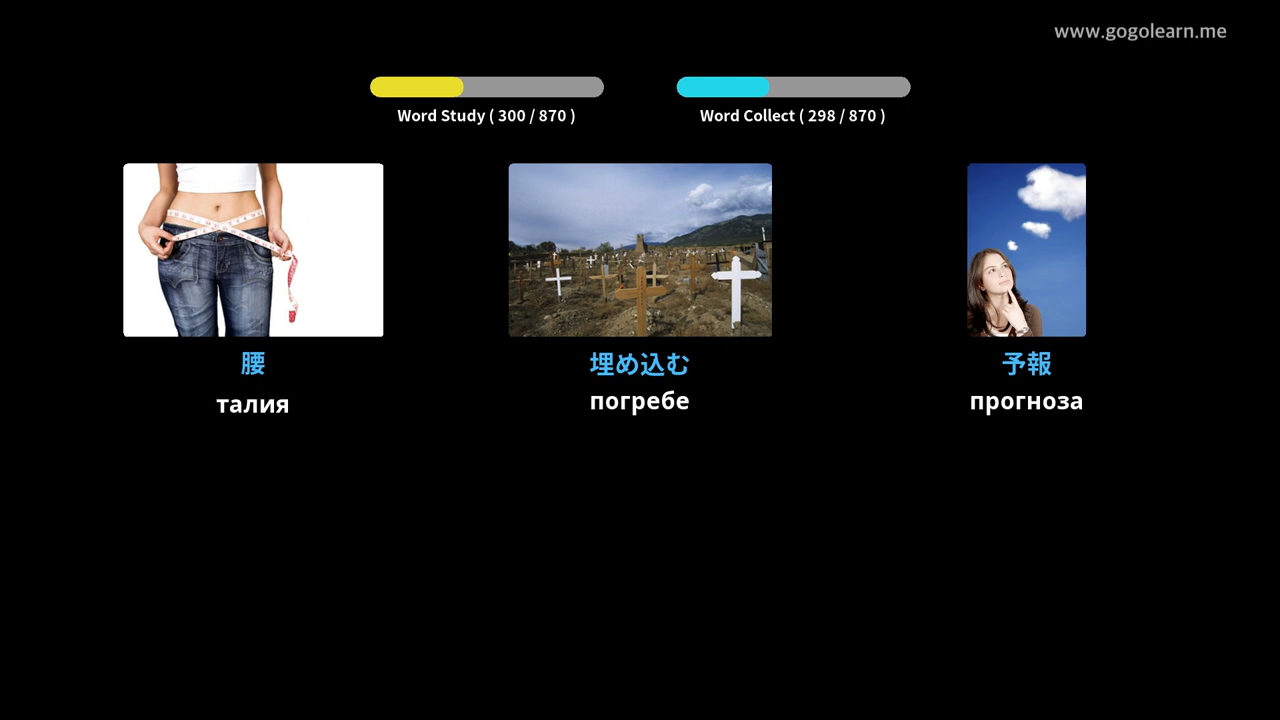 www.gogolearn.me
Word Study ( 300 / 870 )
Word Collect ( 298 / 870 )
腰
埋め込む
予報
талия
погребе
прогноза